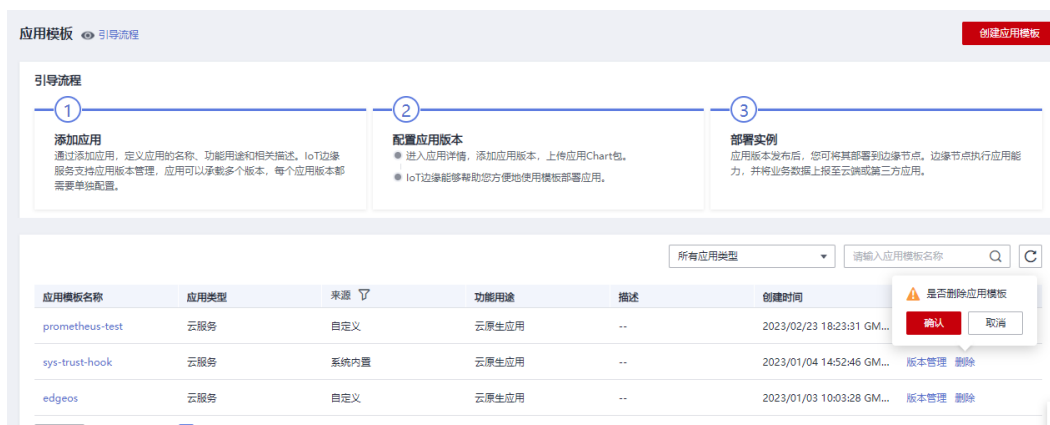 应用模板 引导流程 创建应用模板
引导流程
1 2 3
添加应用 配置应用版本 部署实例
通过添加应用，定义应用的名称、功能用途和相关描述。IoT边缘
服务支持应用版本管理，应用可以承载多个版本，每个应用版本都
需要单独配置。
进入应用详情，添加应用版本，上传应用Chart包。
IoT边缘能够帮助您方便地使用模板部署应用。
应用版本发布后，您可将其部署到边缘节点。边缘节点执行应用能
力，并将业务数据上报至云端或第三方应用。
所有应用类型 请输入应用模板名称
应用模板名称 应用类型 来源 功能用途 描述 创建时间
是否删除应用模板
确认 取消
prometheus-test 云服务 自定义 云原生应用 -- 2023/02/23 18:23:31 GM...
sys-trust-hook 云服务 系统内置 云原生应用 -- 2023/01/04 14:52:46 GM... 版本管理 删除
edgeos 云服务 自定义 云原生应用 -- 2023/01/03 10:03:28 GM... 版本管理 删除